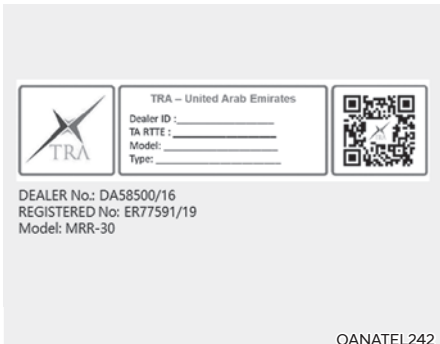 TRA
TRA – United Arab Emirates
Dealer ID :
TA RTTE :
Model:
Type:
DEALER No.: DA58500/16
REGISTERED No: ER77591/19
Model: MRR-30
OANATEL242